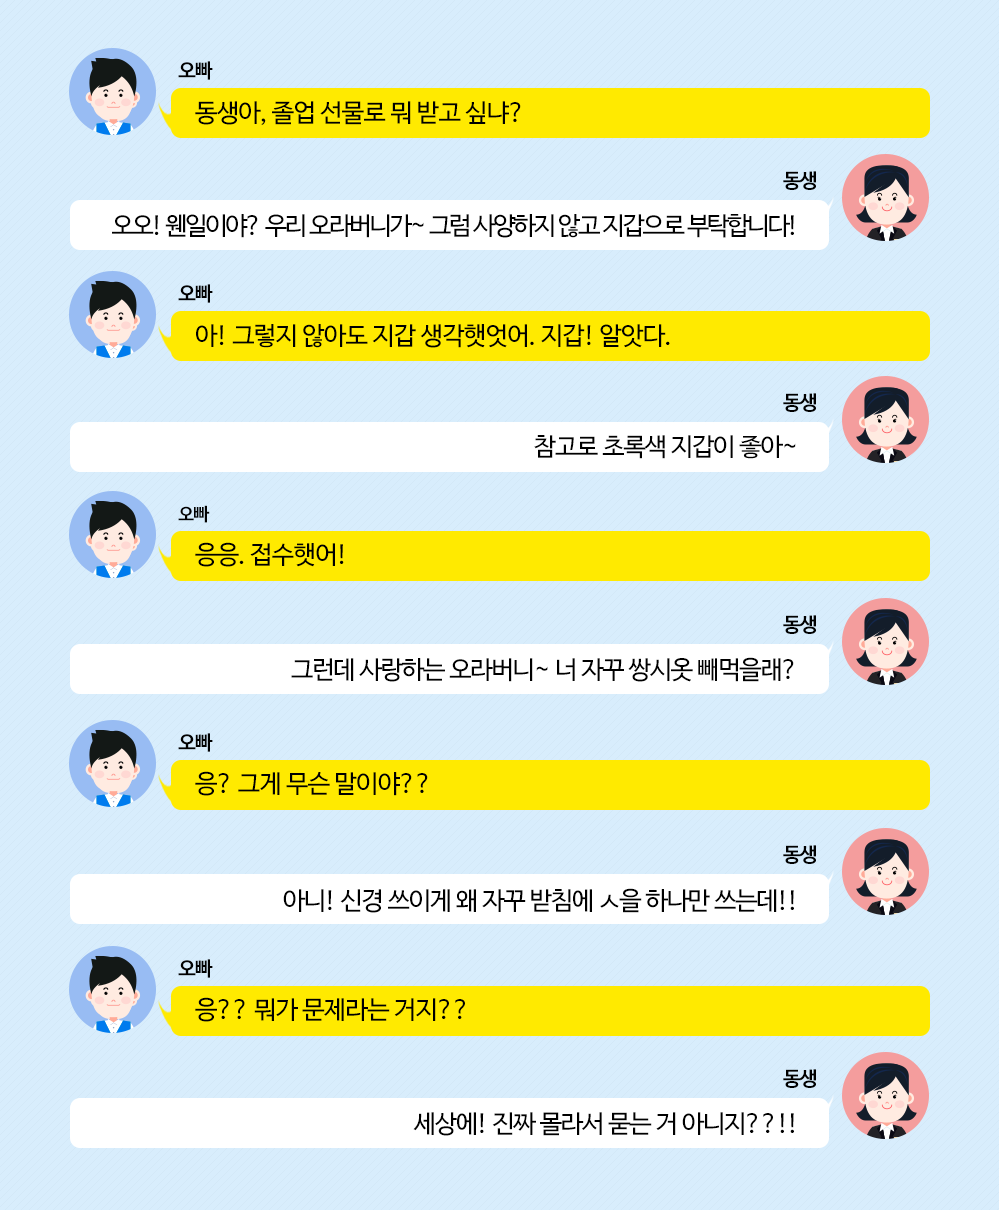 오빠
동생아, 졸업 선물로 뭐 받고 싶냐?
동생
오오! 웬일이야? 우리 오라버니가~ 그럼 사양하지 않고 지갑으로 부탁합니다!
오빠
아! 그렇지 않아도 지갑 생각햇엇어. 지갑! 알앗다.
동생
참고로 초록색 지갑이 좋아~
오빠
응응. 접수햇어!
동생
그런데 사랑하는 오라버니~ 너 자꾸 쌍시옷 빼먹을래?
오빠
응? 그게 무슨 말이야??
동생
아니! 신경 쓰이게 왜 자꾸 받침에 ㅅ을 하나만 쓰는데!!
오빠
응?? 뭐가 문제라는 거지??
동생
세상에! 진짜 몰라서 묻는 거 아니지??!!